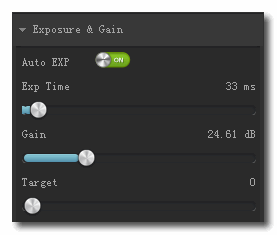 Exposure & Gain
Auto EXP ON
Exp Time 33 ms
Gain 24.61 dB
Target 0